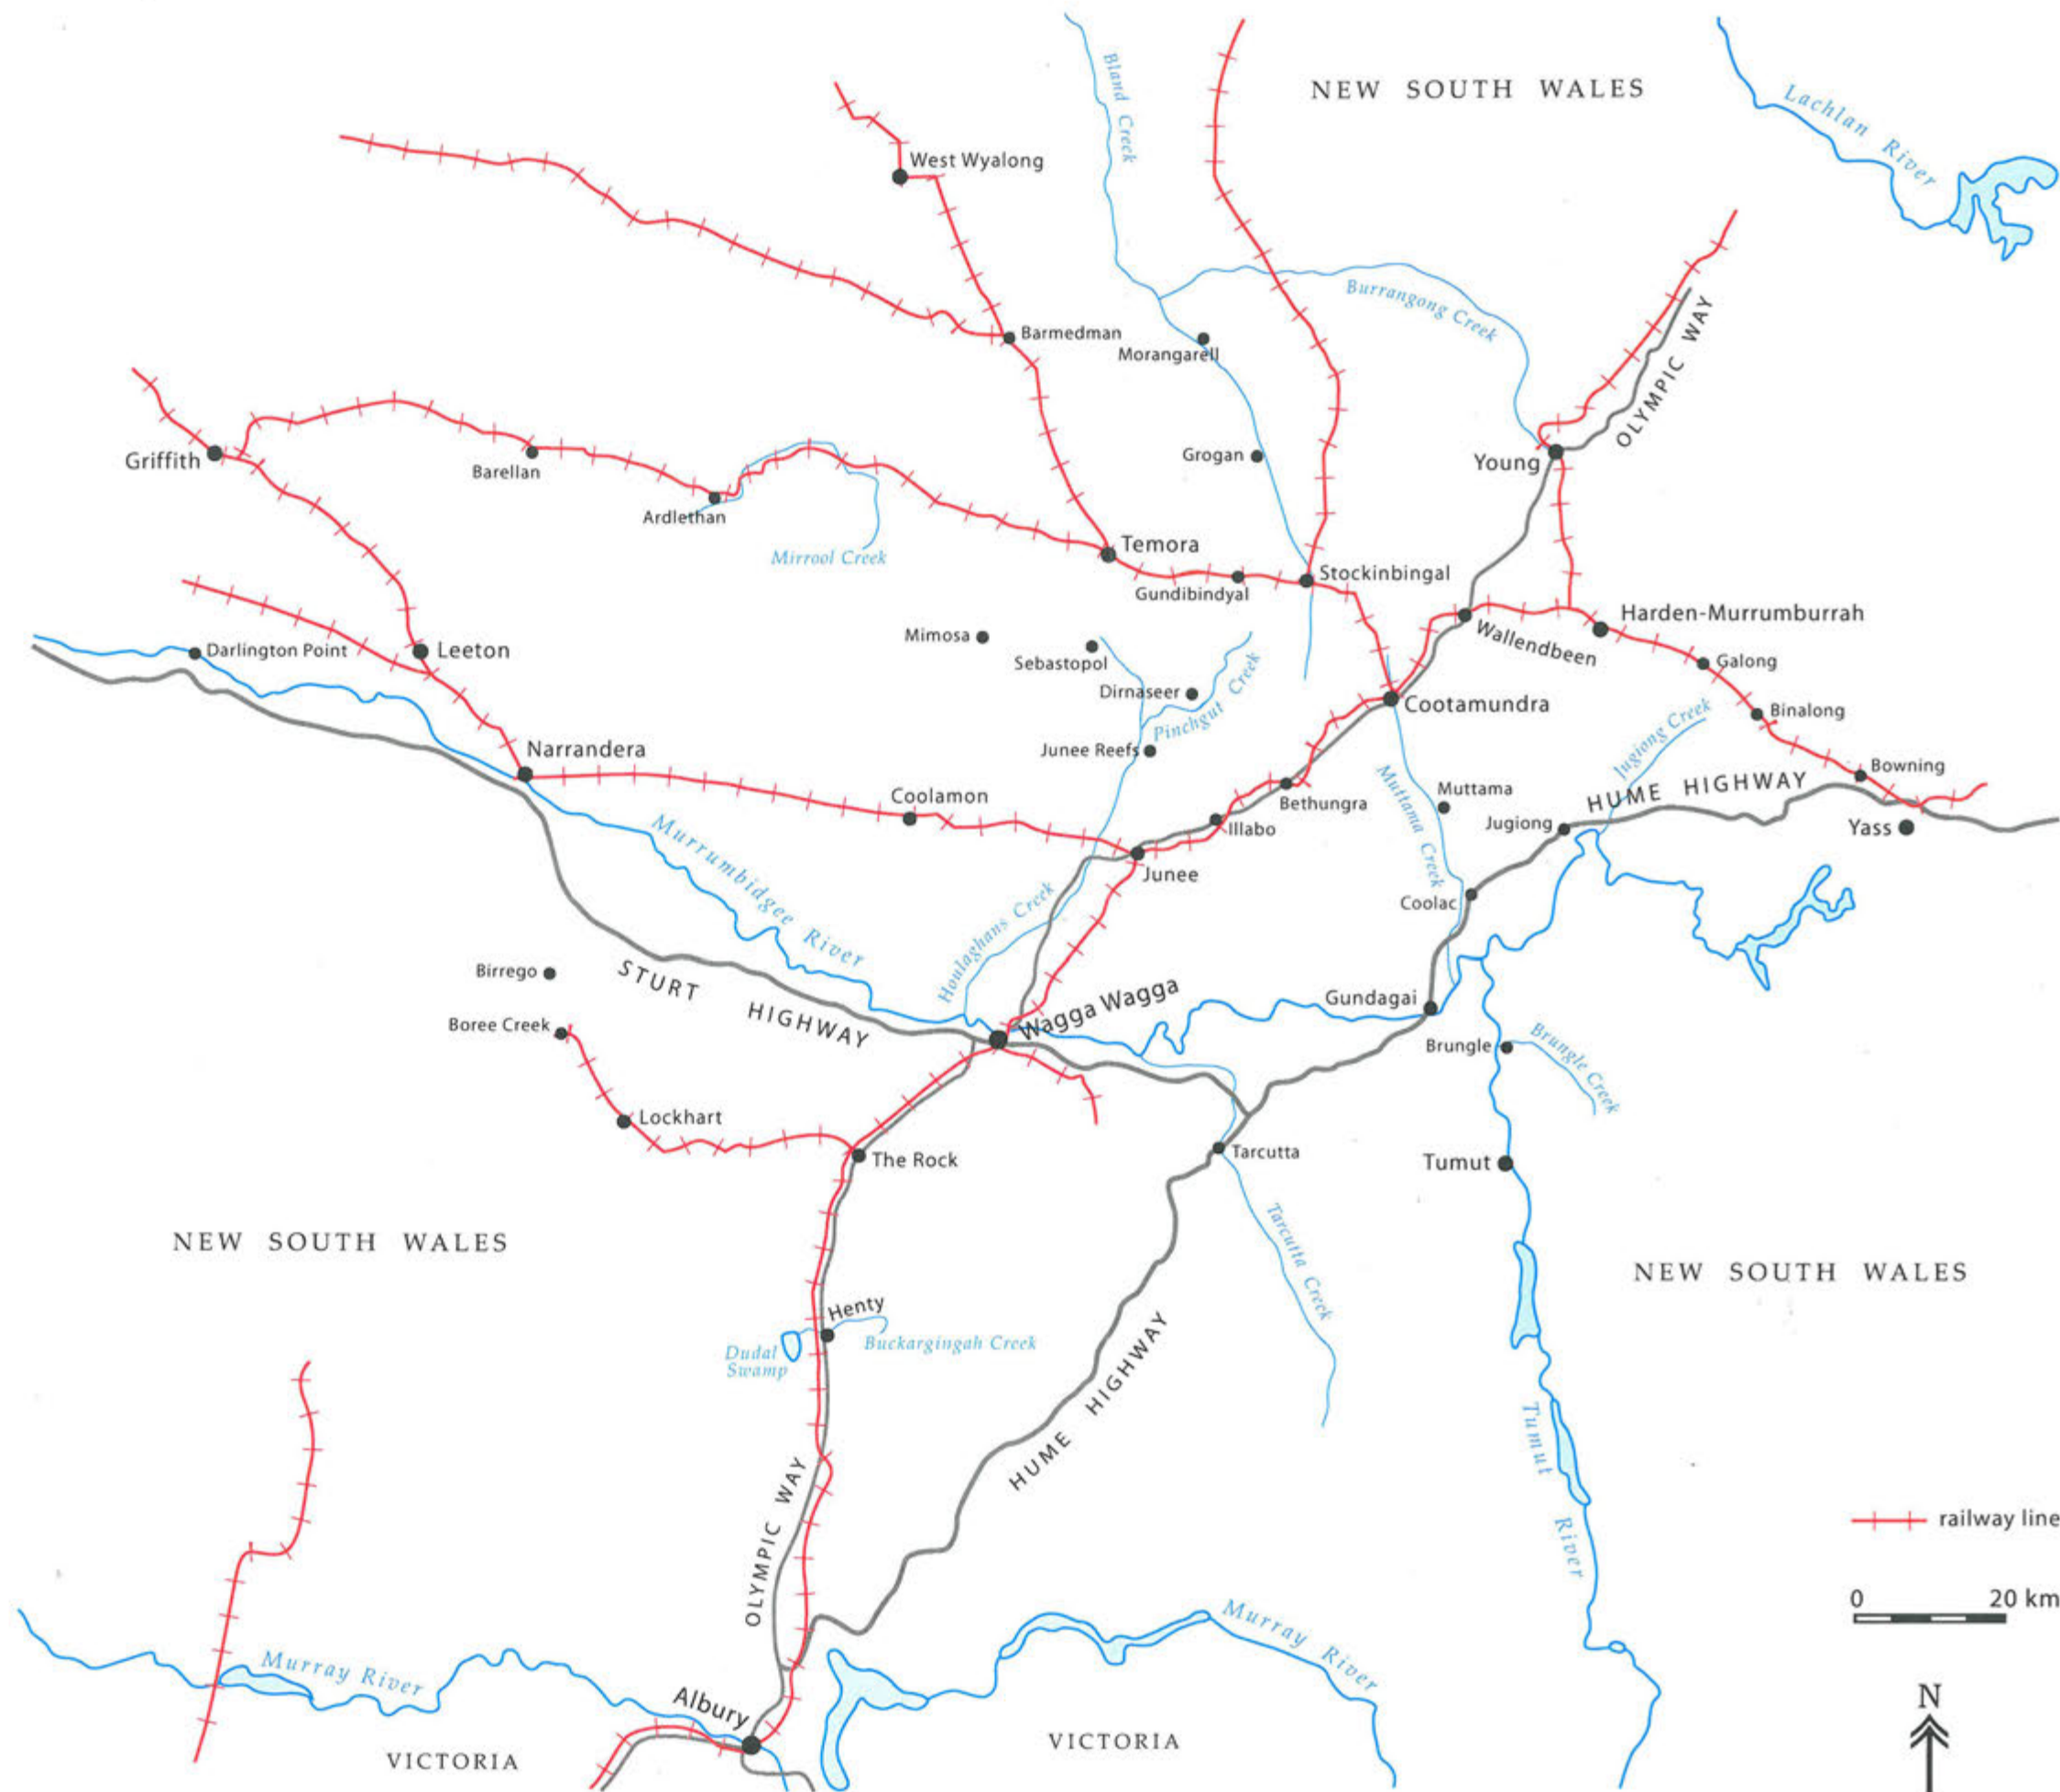 NEW SOUTH WALES
Lachlan River
Bland Creek
West Wyalong
Burrangong Creek
Barmedman
Morangarell
OLYMPIC WAY
Griffith
Barellan
Grogan
Young
Ardlethan
Mirrool Creek
Temora
Gundibindyal
Stockinbingal
Harden-Murrumburrah
Wallendbeen
Mimosa
Sebastopol
Galong
Darlington Point
Leeton
Dirnaseer
Pinchgut Creek
Cootamundra
Binalong
Jugiong Creek
Narrandera
Junee Reefs
Bowning
Coolamon
Bethungra
Muttama
Muttama Creek
HUME HIGHWAY
Jugiong
Yass
Illabo
Murrumbidgee River
Junee
Coolac
Houlaghans Creek
Birrego
STURT HIGHWAY
Wagga Wagga
Gundagai
Boree Creek
Brungle
Brungle Creek
Lockhart
The Rock
Tarcutta
Tumut
Tarcutta Creek
NEW SOUTH WALES
NEW SOUTH WALES
Henty
Buckargingah Creek
Dudal
Swamp
HUME HIGHWAY
Tumut River
OLYMPIC WAY
railway line
0 20 km
Murray River
Murray River
Albury
VICTORIA
VICTORIA
N